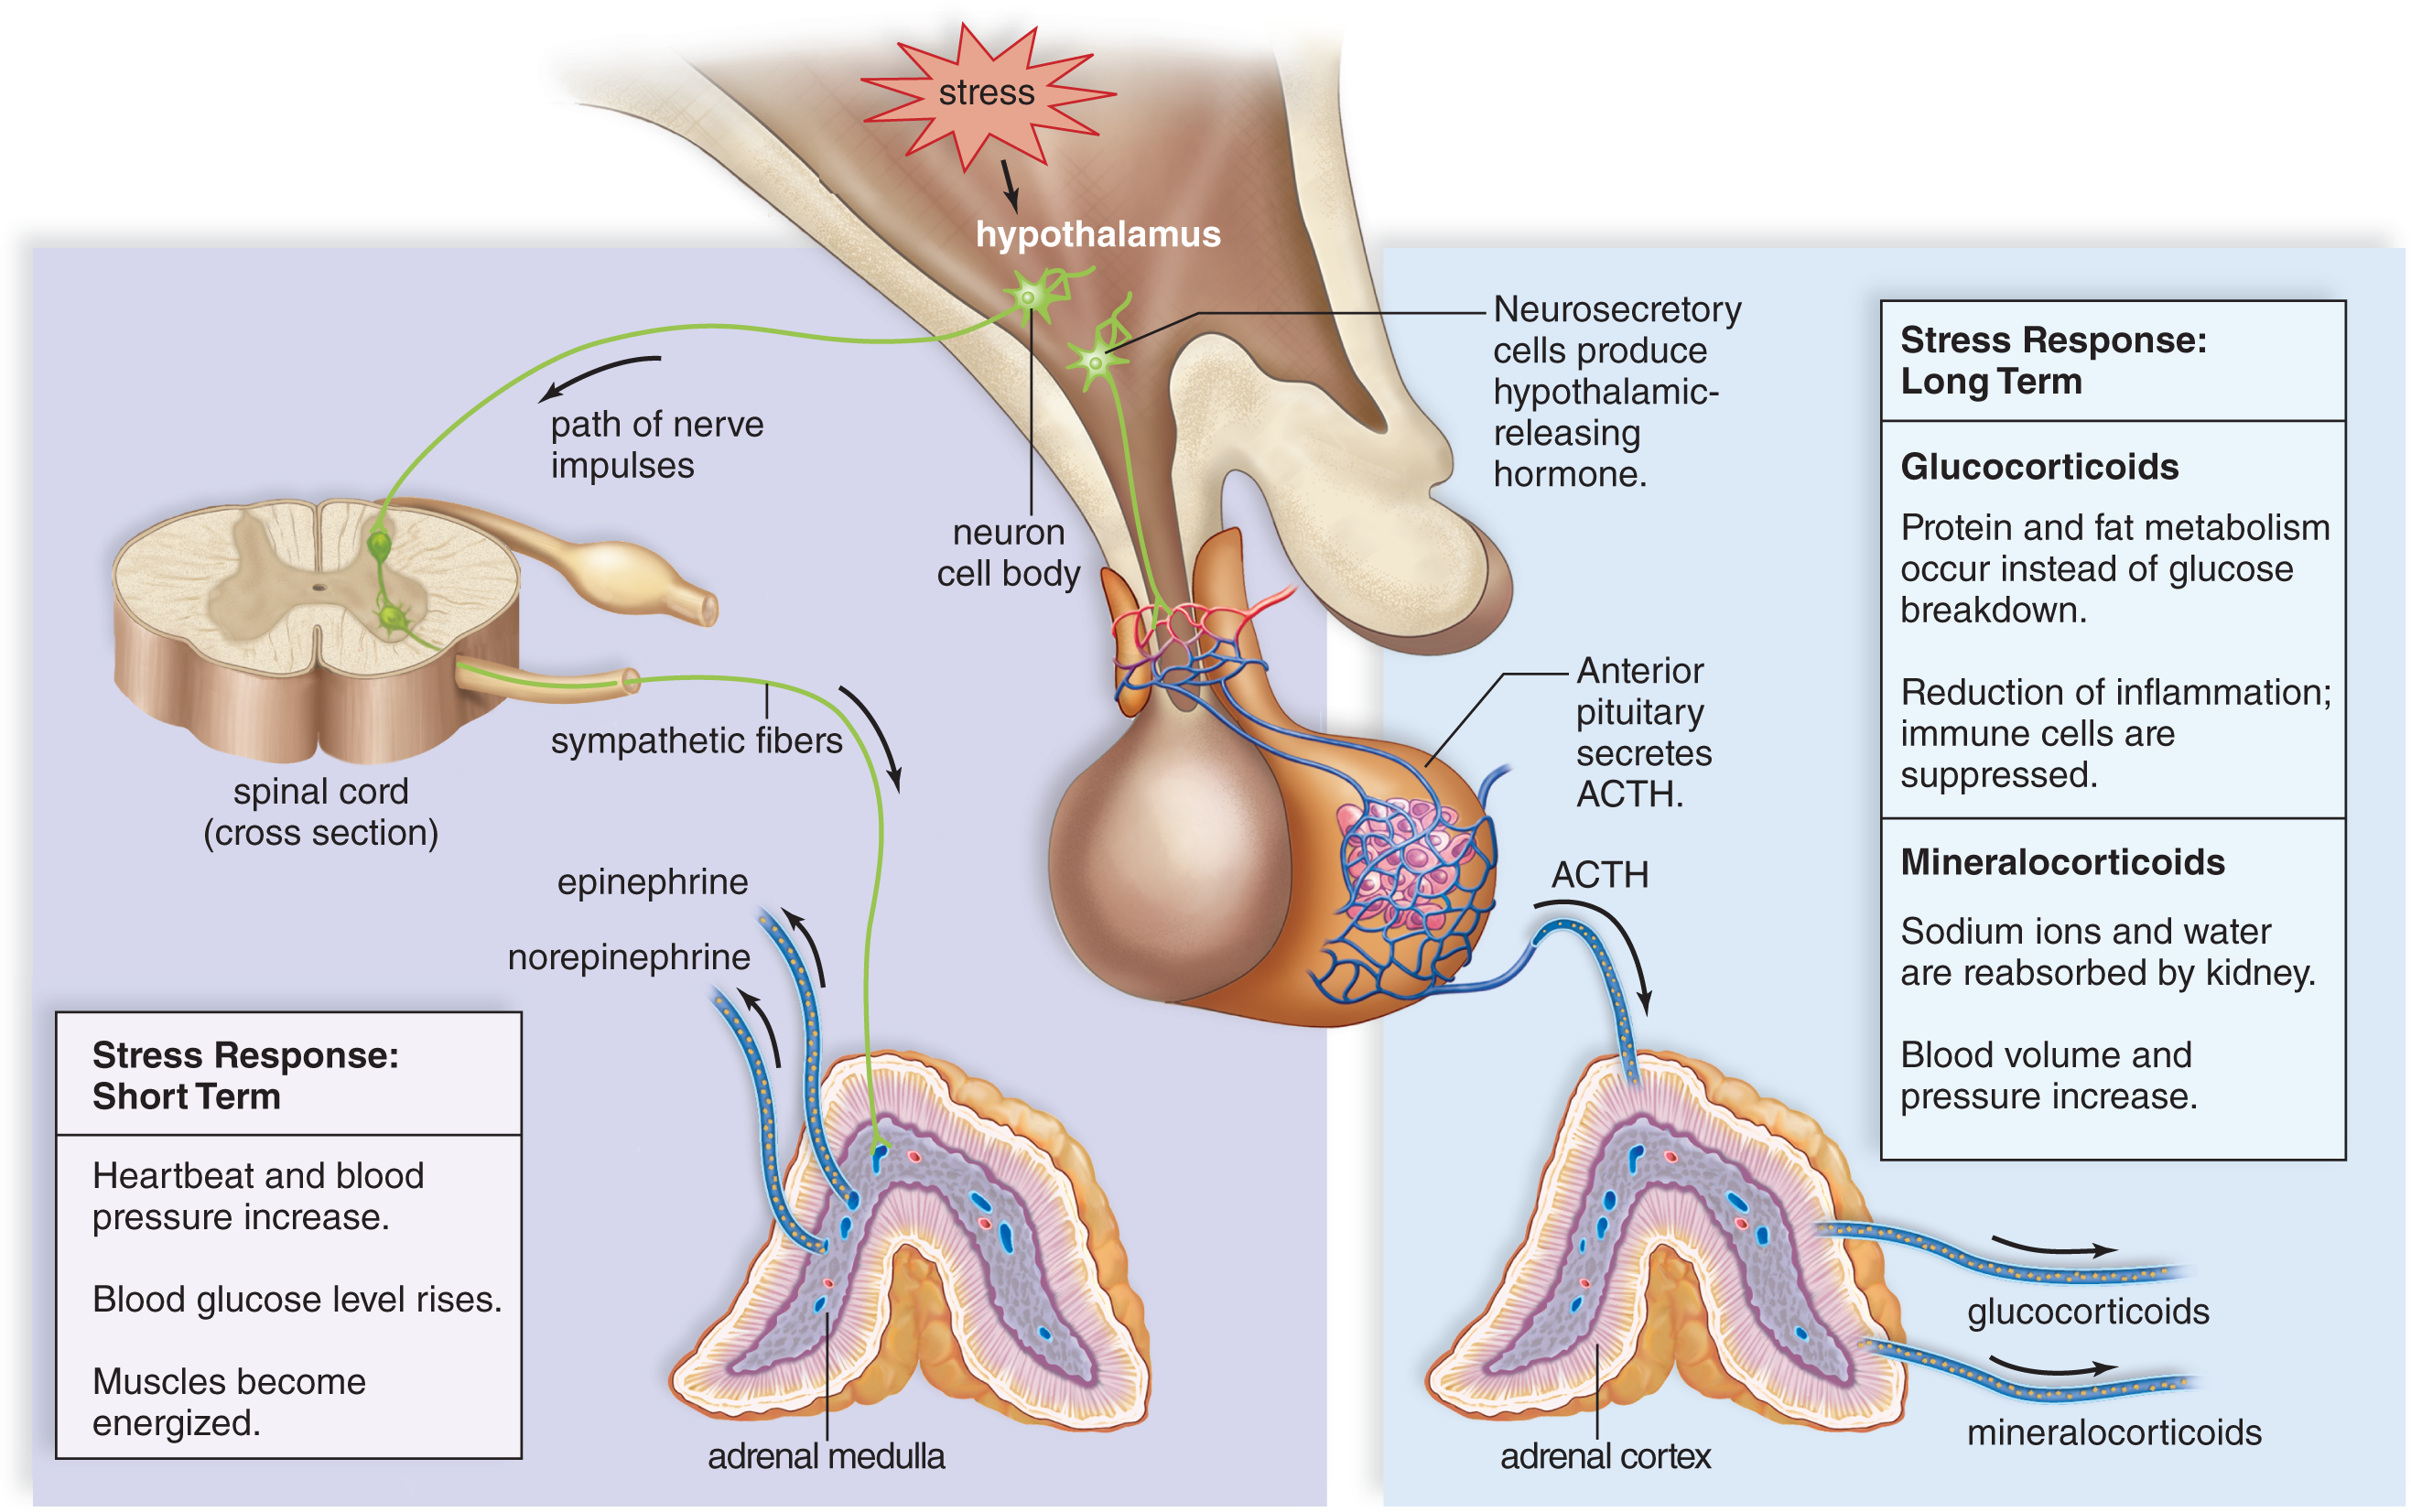 stress
hypothalamus
path of nerve
impulses
neuron
cell body
sympathetic fibers
spinal cord
(cross section)
epinephrine
norepinephrine
Stress Response:
Short Term
Heartbeat and blood
pressure increase.
Blood glucose level rises.
Muscles become
energized.
adrenal medulla
Neurosecretory
cells produce
hypothalamic-
releasing
hormone.
Anterior
pituitary
secretes
ACTH.
ACTH
Stress Response:
Long Term
Glucocorticoids
Protein and fat metabolism
occur instead of glucose
breakdown.
Reduction of inflammation;
immune cells are
suppressed.
Mineralocorticoids
Sodium ions and water
are reabsorbed by kidney.
Blood volume and
pressure increase.
glucocorticoids
mineralocorticoids
adrenal cortex